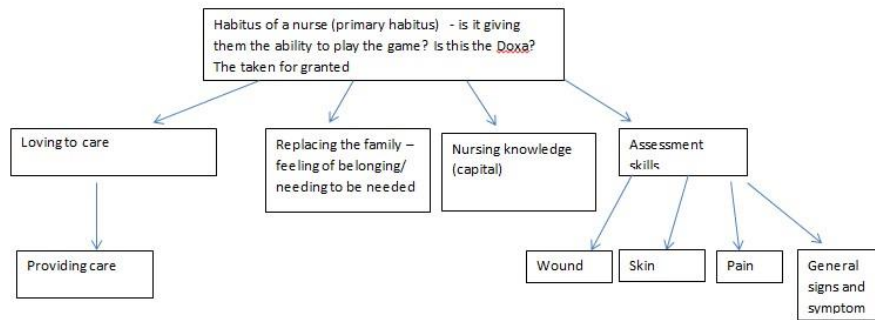 Habitus of a nurse (primary habitus)  - is it giving
them the ability to play the game? Is this the Doxa?
The taken for granted
Loving to care
Replacing the family –
feeling of belonging/
needing to be needed
Nursing knowledge
(capital)
Assessment
skills
Providing care
Wound
Skin
Pain
General
signs and
symptom